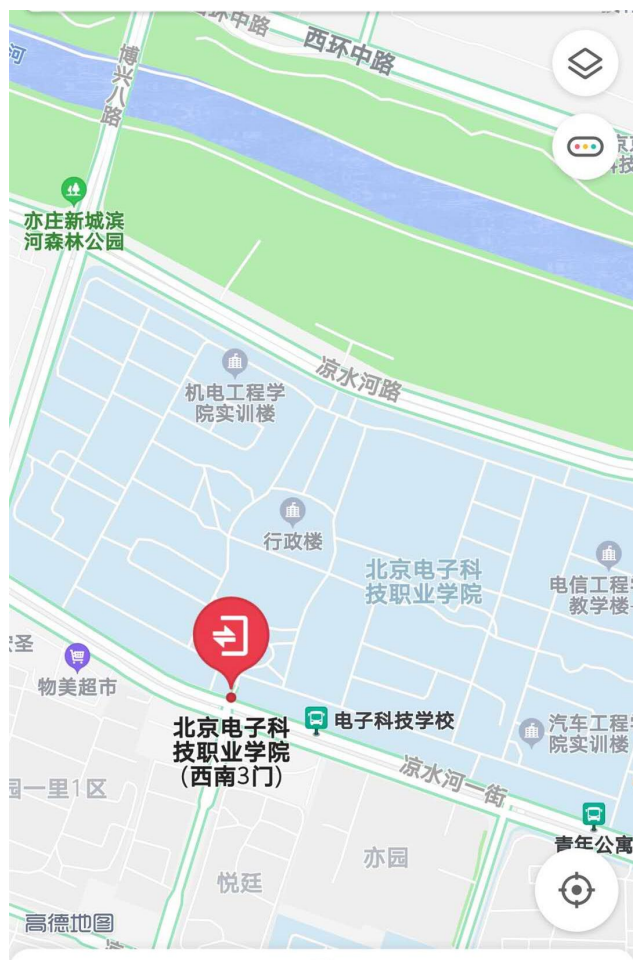 西环中路
博兴八路
河
亦庄新城滨
河森林公园
凉水河路
机电工程学
院实训楼
行政楼
北京电子科
技职业学院
电信工程
教学楼
物美超市
圣
北京电子科
技职业学院
(西南3门)
电子科技学校
汽车工程
院实训楼
凉水河一街
园一里1区
青年公寓
亦园
悦廷
高德地图